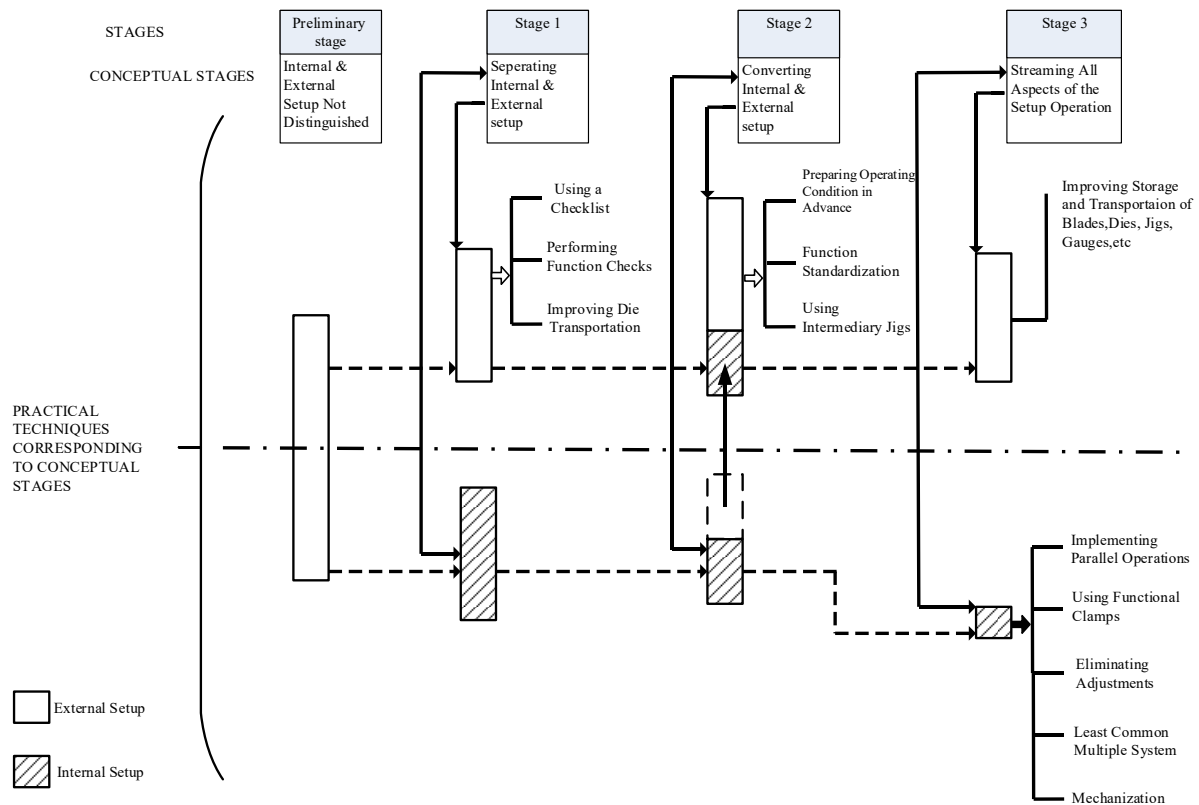 STAGES
Preliminary
stage
Stage 1
Stage 2
Stage 3
CONCEPTUAL STAGES
Internal &
External
Setup Not
Distinguished
Seperating
Internal &
External
setup
Converting
Internal &
External
setup
Streaming All
Aspects of the
Setup Operation
Using a
Checklist
Performing
Function Checks
Improving Die
Transportation
Preparing Operating
Condition in
Advance
Function
Standardization
Using
Intermediary Jigs
Improving Storage
and Transportaion of
Blades,Dies, Jigs,
Gauges,etc
PRACTICAL
TECHNIQUES
CORRESPONDING
TO CONCEPTUAL
STAGES
Implementing
Parallel Operations
Using Functional
Clamps
Eliminating
Adjustments
Least Common
Multiple System
Mechanization
External Setup
Internal Setup